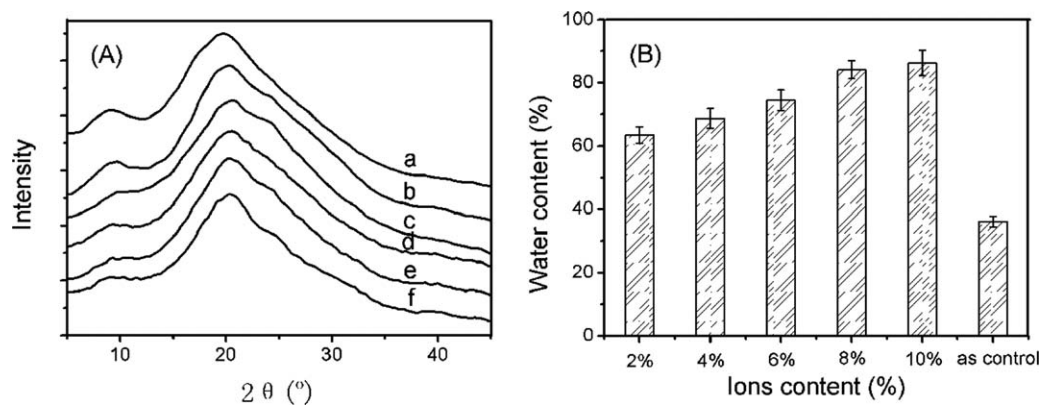 (A)
Intensity
a
b
c
d
e
f
10 20 30 40
2 θ (º)
(B)
Water content (%)
100
80
60
40
20
0
2% 4% 6% 8% 10% as control
Ions content (%)